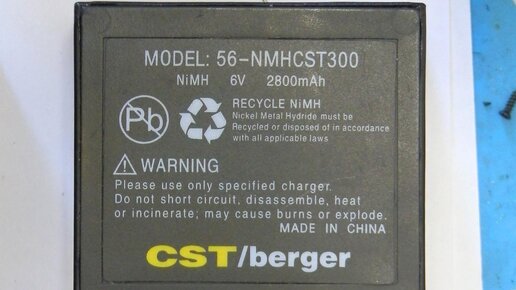 MODEL: 56-NMHCST300
NiMH 6V 2800mAh
Pb
RECYCLE NiMH
Nickel Metal Hydride must be
Recycled or disposed of in accordance
with all applicable laws
WARNING
Please use only specified charger.
Do not short circuit, disassemble, heat
or incinerate; may cause burns or explode.
MADE IN CHINA
CST/berger